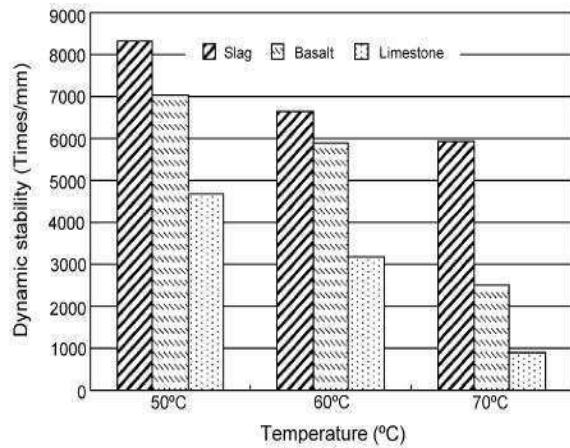 9000
8000
7000
6000
5000
4000
3000
2000
1000
0
Dynamic stability (Times/mm)
Slag Basalt Limestone
50ºC 60ºC 70ºC
Temperature (ºC)